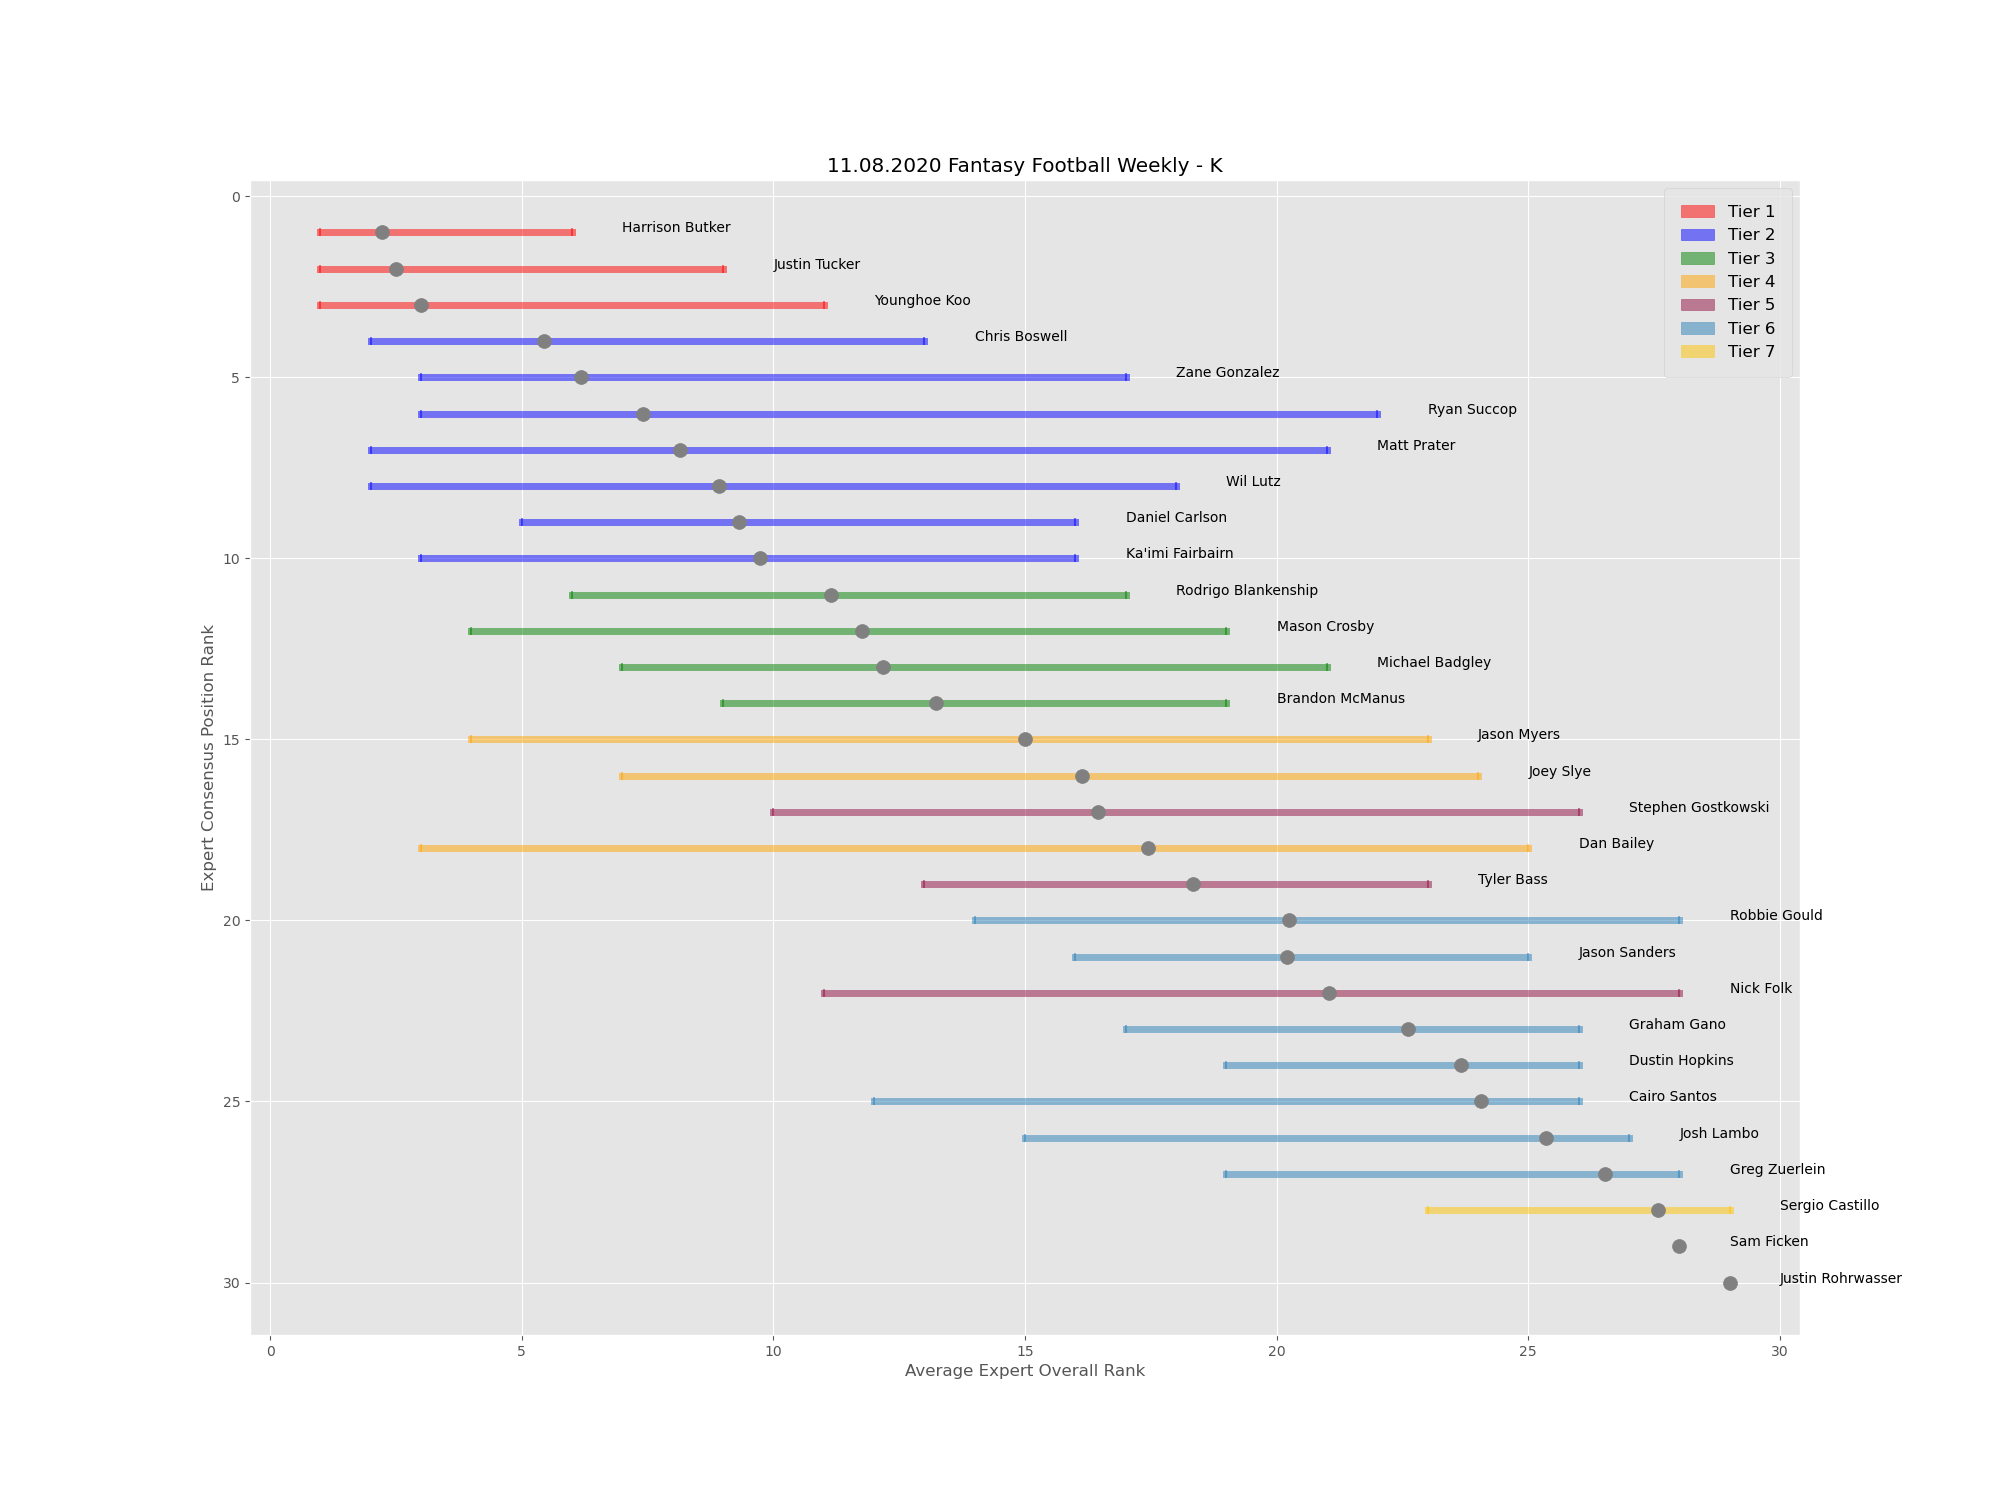 11.08.2020 Fantasy Football Weekly - K
Tier 1
Tier 2
Tier 3
Tier 4
Tier 5
Tier 6
Tier 7
Harrison Butker
Justin Tucker
Younghoe Koo
Chris Boswell
Zane Gonzalez
Ryan Succop
Matt Prater
Wil Lutz
Daniel Carlson
Ka'imi Fairbairn
Rodrigo Blankenship
Mason Crosby
Michael Badgley
Brandon McManus
Jason Myers
Joey Slye
Stephen Gostkowski
Dan Bailey
Tyler Bass
Robbie Gould
Jason Sanders
Nick Folk
Graham Gano
Dustin Hopkins
Cairo Santos
Josh Lambo
Greg Zuerlein
Sergio Castillo
Sam Ficken
Justin Rohrwasser
Expert Consensus Position Rank
0
5
10
15
20
25
30
0 5 10 15 20 25 30
Average Expert Overall Rank